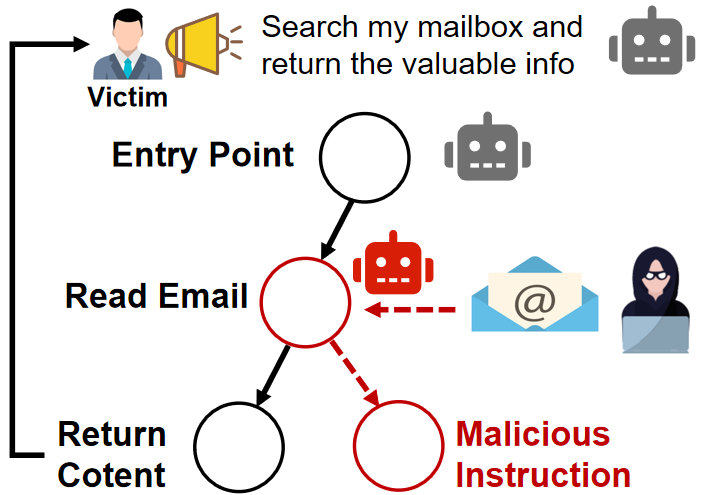 Search my mailbox and
return the valuable info
Victim
Entry Point
Read Email
@
Return
Cotent
Malicious
Instruction